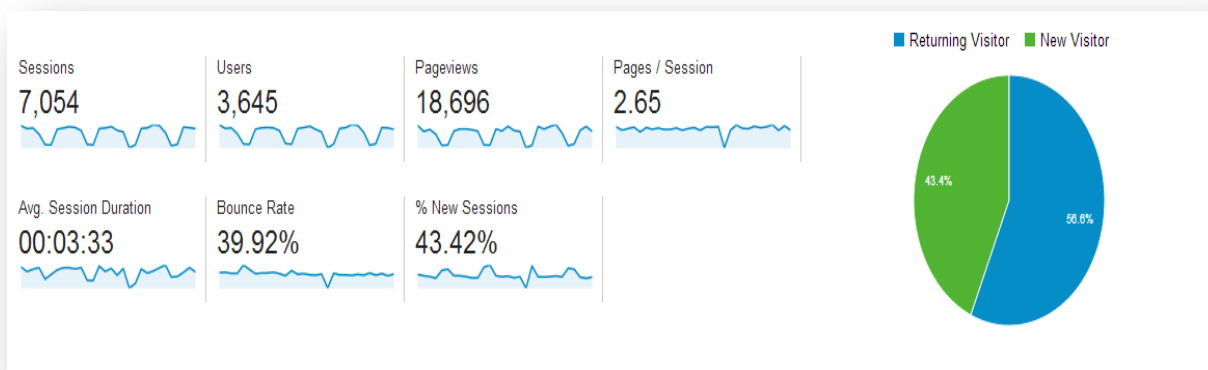 Returning Visitor New Visitor
Sessions Users Pageviews Pages / Session
7,054 3,645 18,696 2.65
43.4%
56.6%
Avg. Session Duration Bounce Rate % New Sessions
00:03:33 39.92% 43.42%